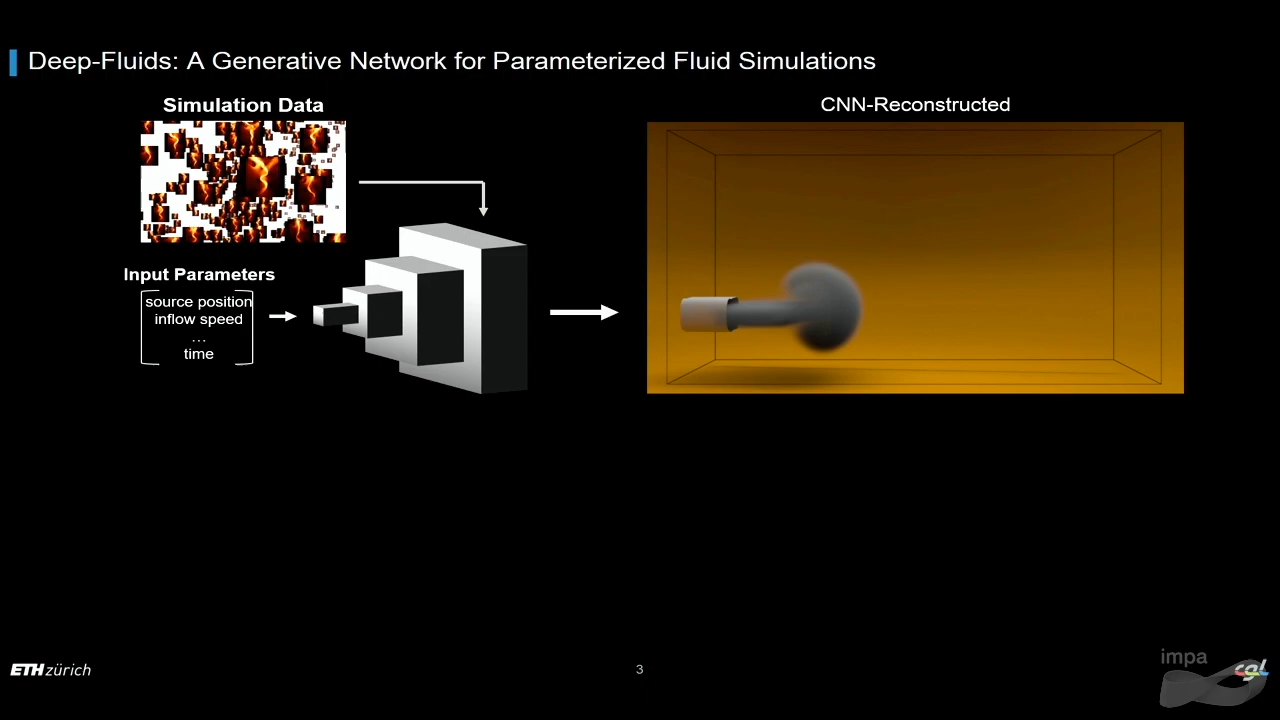 Deep-Fluids: A Generative Network for Parameterized Fluid Simulations
Simulation Data
CNN-Reconstructed
Input Parameters
source position
inflow speed
...
time
ETH zürich
3
impa
cgl